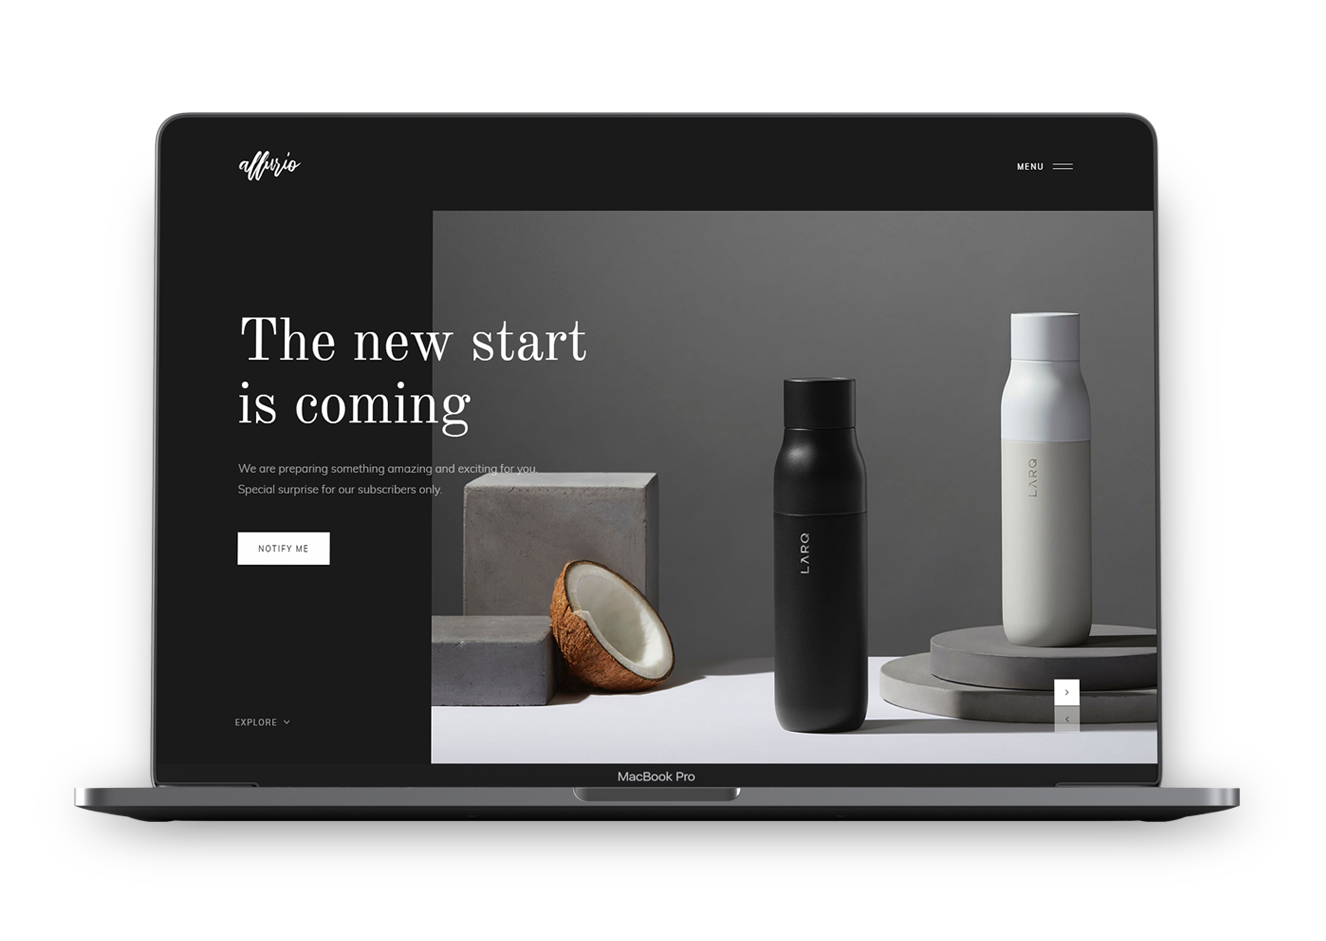 affurio
MENU
The new start
is coming
We are preparing something amazing and exciting for you.
Special surprise for our subscribers only.
NOTIFY ME
LARQ
LARQ
EXPLORE
MacBook Pro